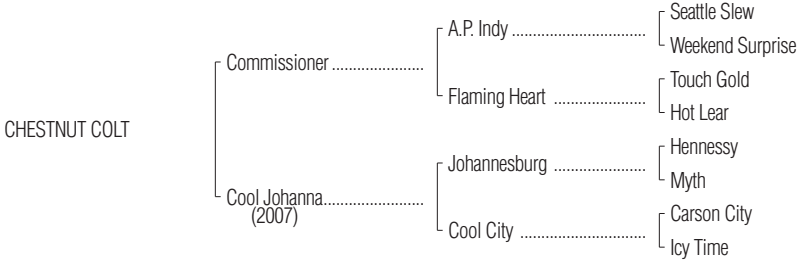 Seattle Slew
A.P. Indy ..............................
Weekend Surprise
Commissioner .....................
Touch Gold
Flaming Heart .....................
Hot Lear
CHESTNUT COLT
Hennessy
Johannesburg .....................
Myth
Cool Johanna.......................
(2007)
Carson City
Cool City .............................
Icy Time